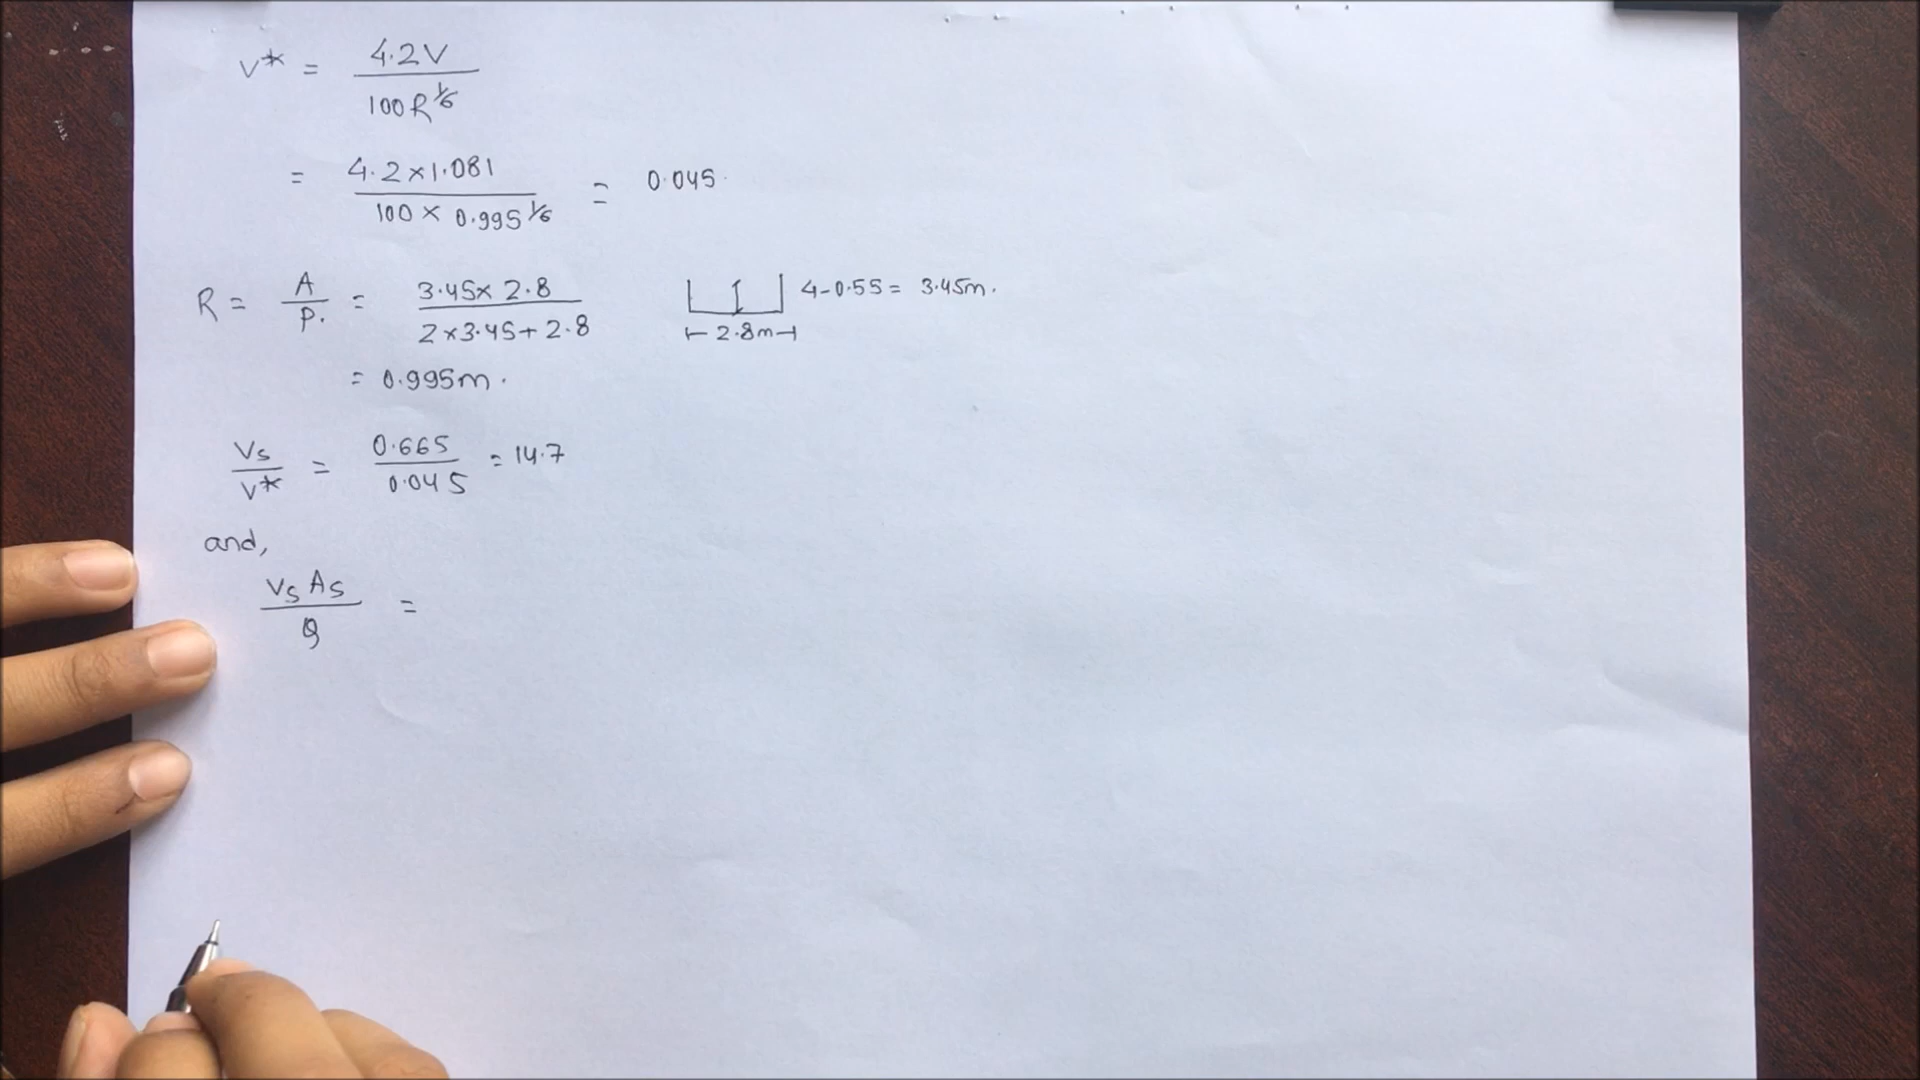 V* = 4.2V / 100R^1/6
= 4.2×1.081 / 100 × 0.995^1/6 = 0.045
R = A / P. = 3.45×2.8 / 2×3.45+2.8
4-0.55 = 3.45m.
2.8m
= 0.995m.
Vs / V* = 0.665 / 0.045 = 14.7
and,
Vs As / Q =